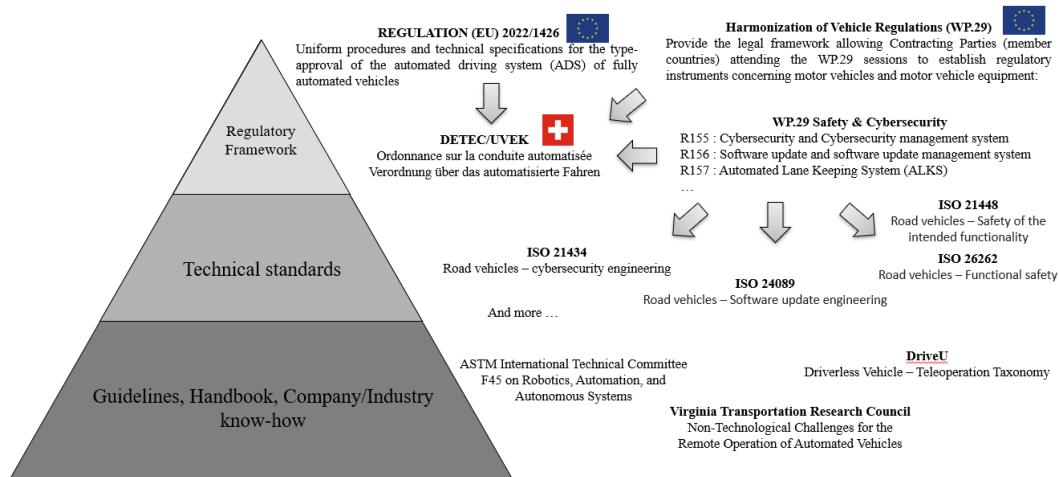 REGULATION (EU) 2022/1426
Uniform procedures and technical specifications for the type-
approval of the automated driving system (ADS) of fully
automated vehicles
Harmonization of Vehicle Regulations (WP.29)
Provide the legal framework allowing Contracting Parties (member
countries) attending the WP.29 sessions to establish regulatory
instruments concerning motor vehicles and motor vehicle equipment:
Regulatory
Framework
DETEC/UVEK
Ordonnance sur la conduite automatisée
Verordnung über das automatisierte Fahren
WP.29 Safety & Cybersecurity
R155 : Cybersecurity and Cybersecurity management system
R156 : Software update and software update management system
R157 : Automated Lane Keeping System (ALKS)
…
Technical standards
ISO 21434
Road vehicles – cybersecurity engineering
ISO 24089
Road vehicles – Software update engineering
ISO 21448
Road vehicles – Safety of the
intended functionality
ISO 26262
Road vehicles – Functional safety
And more …
Guidelines, Handbook, Company/Industry
know-how
ASTM International Technical Committee
F45 on Robotics, Automation, and
Autonomous Systems
DriveU
Driverless Vehicle – Teleoperation Taxonomy
Virginia Transportation Research Council
Non-Technological Challenges for the
Remote Operation of Automated Vehicles